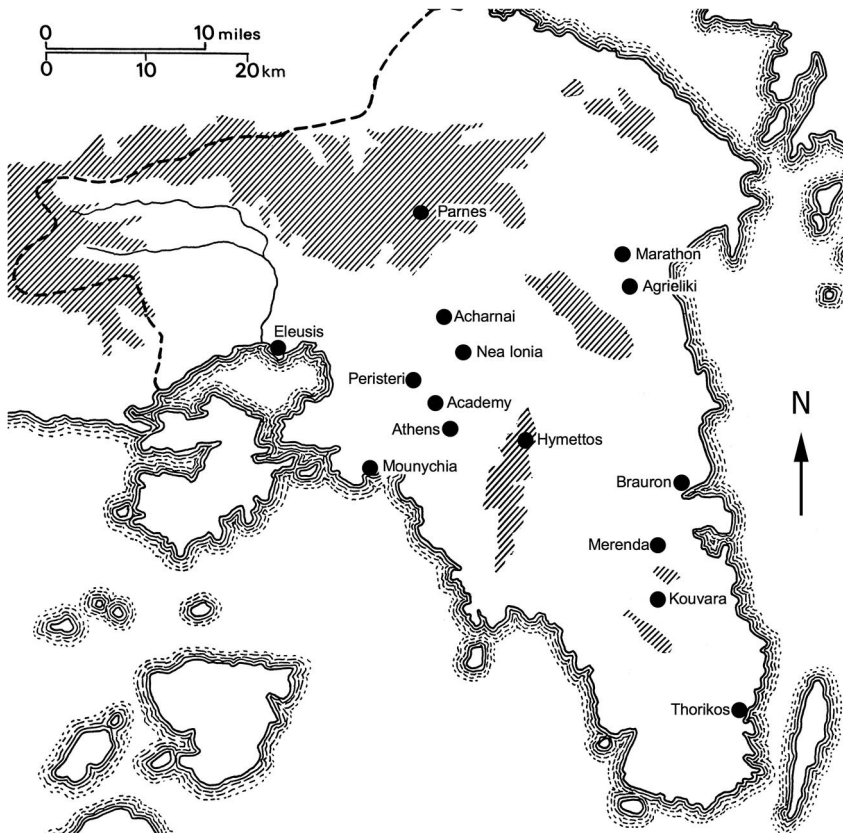 0 10 miles
0 10 20 km
Parnes
Marathon
Agrieliki
Acharnai
Eleusis
Nea Ionia
Peristeri
Academy
N
Athens
Hymettos
Mounychia
Brauron
Merenda
Kouvara
Thorikos